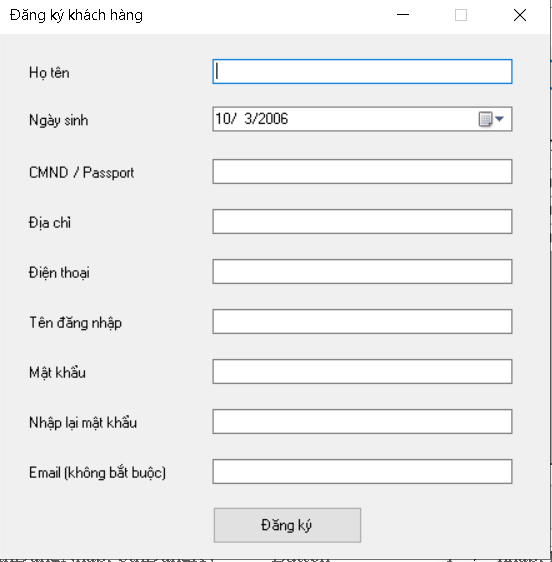 Đăng ký khách hàng
Họ tên
Ngày sinh 10/ 3/2006
CMND / Passport
Địa chỉ
Điện thoại
Tên đăng nhập
Mật khẩu
Nhập lại mật khẩu
Email (không bắt buộc)
Đăng ký